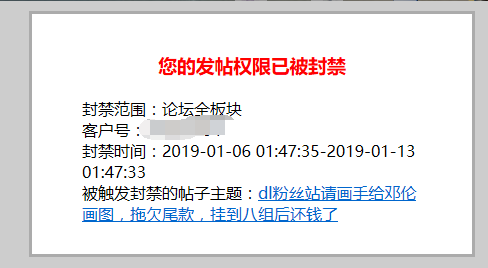 您的发帖权限已被封禁
封禁范围：论坛全板块
客户号：
封禁时间：2019-01-06 01:47:35-2019-01-13
01:47:33
被触发封禁的帖子主题：dl粉丝站请画手给邓伦
画图，拖欠尾款，挂到八组后还钱了